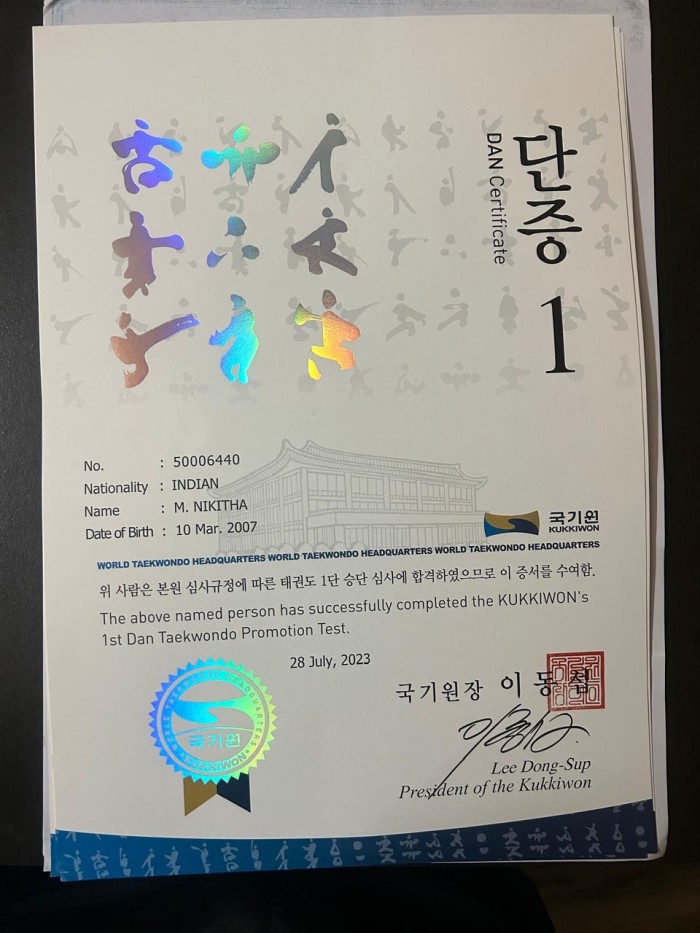 단증
DAN Certificate
1
No. : 50006440
Nationality : INDIAN
Name : M. NIKITHA
Date of Birth : 10 Mar. 2007
국기원
KUKKIWON
WORLD TAEKWONDO HEADQUARTERS WORLD TAEKWONDO HEADQUARTERS WORLD TAEKWONDO HEADQUARTERS
위 사람은 본원 심사규정에 따른 태권도 1단 승단 심사에 합격하였으므로 이 증서를 수여함.
The above named person has successfully completed the KUKKIWON's
1st Dan Taekwondo Promotion Test.
28 July, 2023
국기원장 이동섭
Lee Dong-Sup
President of the Kukkiwon
WORLD TAEKWONDO HEADQUARTERS
국기원
KUKKIWON